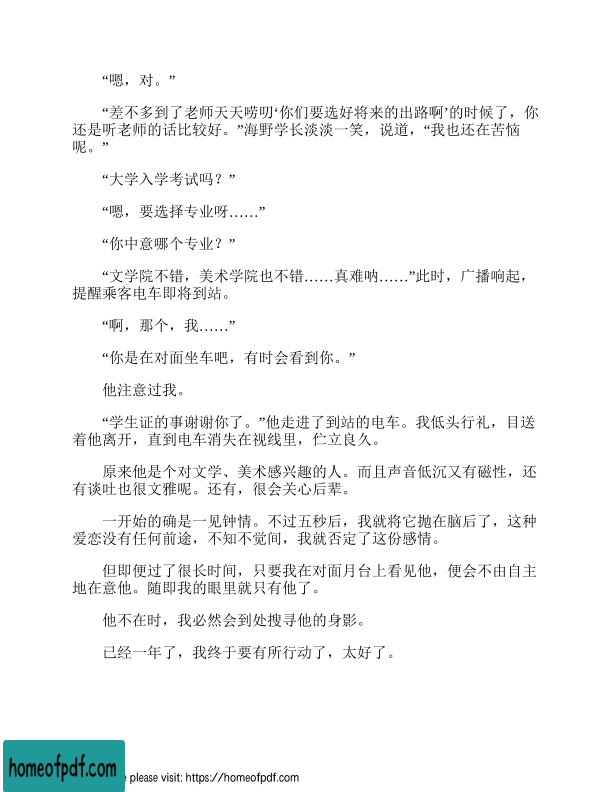 “嗯，对。”
“差不多到了老师天天唠叨‘你们要选好将来的出路啊’的时候了，你
还是听老师的话比较好。”海野学长淡淡一笑，说道，“我也还在苦恼
呢。”
“大学入学考试吗？”
“嗯，要选择专业呀……”
“你中意哪个专业？”
“文学院不错，美术学院也不错……真难呐……”此时，广播响起，
提醒乘客电车即将到站。
“啊，那个，我……”
“你是在对面坐车吧，有时会看到你。”
他注意过我。
“学生证的事谢谢你了。”他走进了到站的电车。我低头行礼，目送
着他离开，直到电车消失在视线里，伫立良久。
原来他是个对文学、美术感兴趣的人。而且声音低沉又有磁性，还
有谈吐也很文雅呢。还有，很会关心后辈。
一开始的确是一见钟情。不过五秒后，我就将它抛在脑后了，这种
爱恋没有任何前途，不知不觉间，我就否定了这份感情。
但即便过了很长时间，只要我在对面月台上看见他，便会不由自主
地在意他。随即我的眼里就只有他了。
他不在时，我必然会到处搜寻他的身影。
已经一年了，我终于要有所行动了，太好了。
homeofpdf.com
e please visit: https://homeofpdf.com